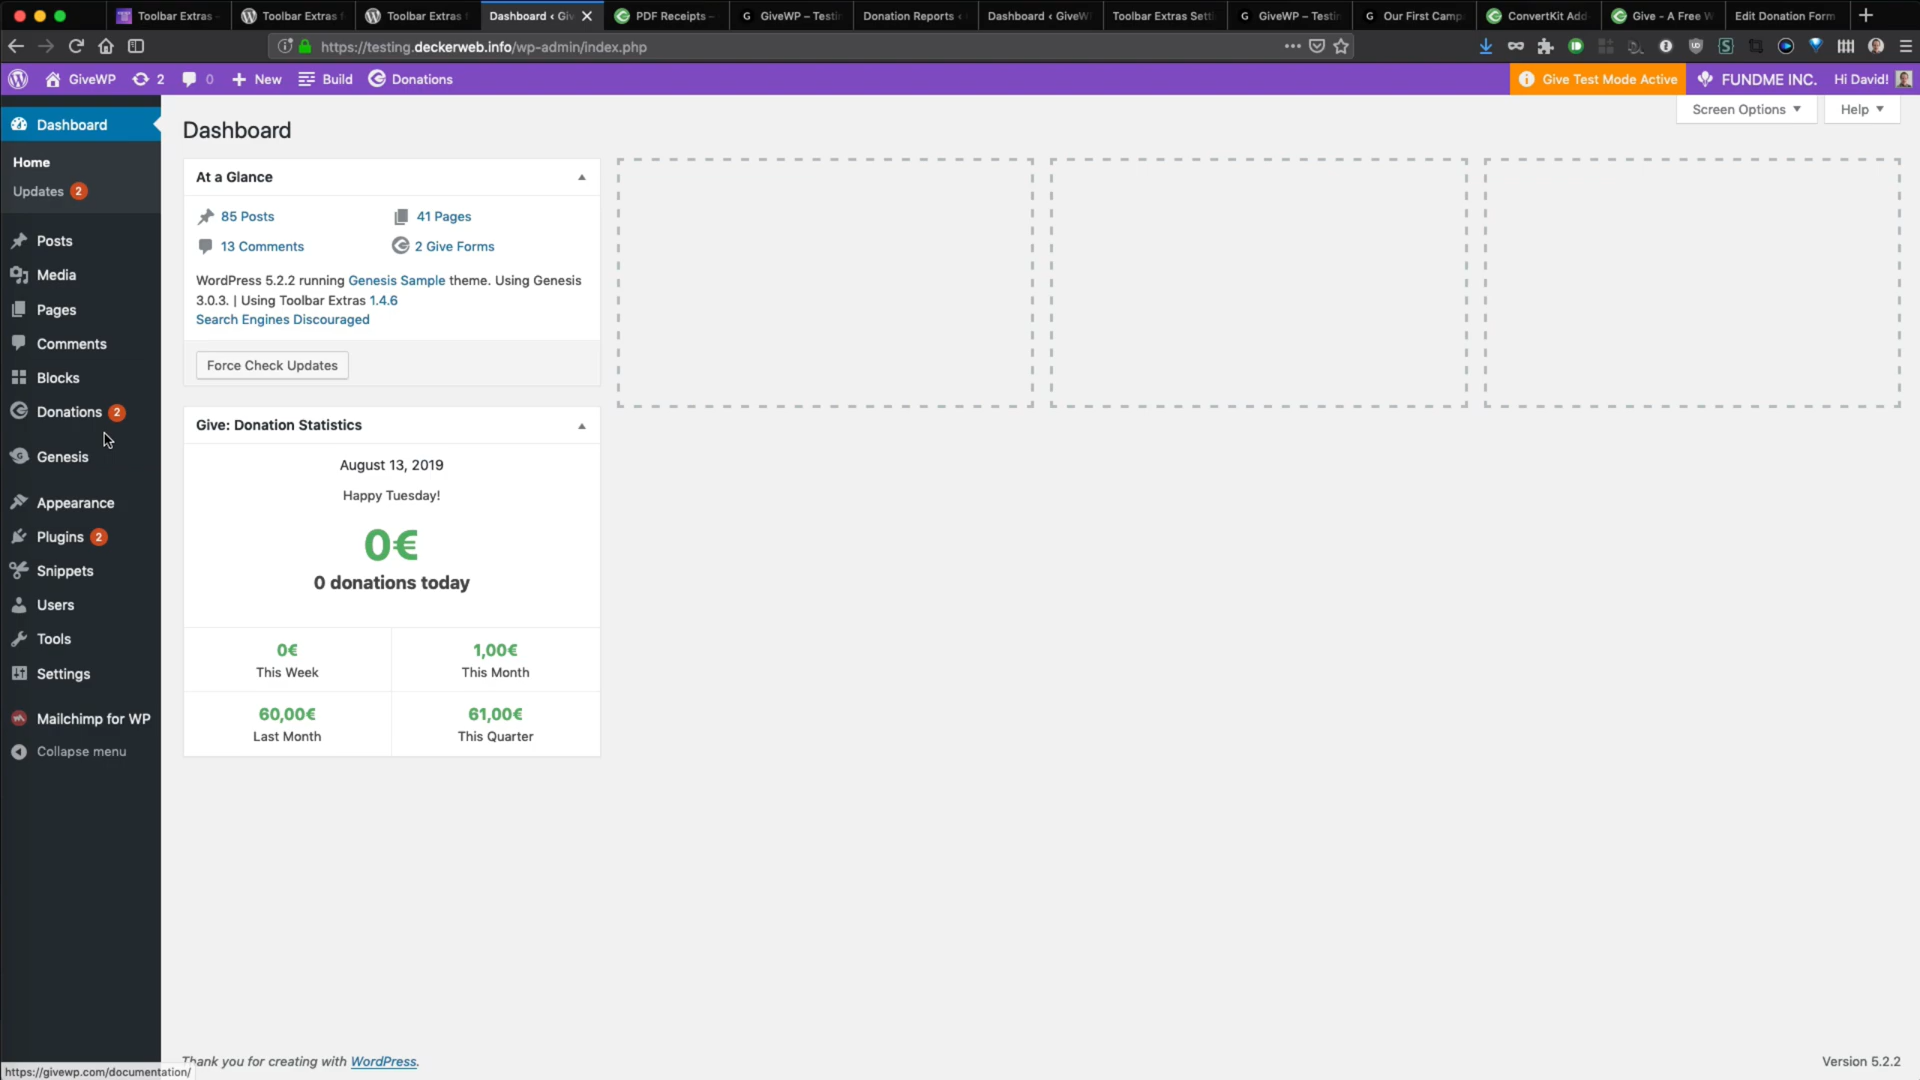 Toolbar Extras -
Toolbar Extras f
Toolbar Extras f
Dashboard ‹ Giv
PDF Receipts –
GiveWP – Testin
Donation Reports ‹
Dashboard ‹ GiveW
Toolbar Extras Setti
GiveWP – Testin
Our First Camp
ConvertKit Add
Give - A Free W
Edit Donation Form
https://testing.deckerweb.info/wp-admin/index.php
GiveWP
2
0
New
Build
Donations
Give Test Mode Active
FUNDME INC.
Hi David!
Screen Options
Help
Dashboard
Home
Updates 2
Posts
Media
Pages
Comments
Blocks
Donations 2
Genesis
Appearance
Plugins 2
Snippets
Users
Tools
Settings
Mailchimp for WP
Collapse menu
Dashboard
At a Glance
85 Posts
41 Pages
13 Comments
2 Give Forms
WordPress 5.2.2 running Genesis Sample theme. Using Genesis
3.0.3. | Using Toolbar Extras 1.4.6
Search Engines Discouraged
Force Check Updates
Give: Donation Statistics
August 13, 2019
Happy Tuesday!
0€
0 donations today
0€
This Week
1,00€
This Month
60,00€
Last Month
61,00€
This Quarter
Thank you for creating with WordPress.
Version 5.2.2
https://givewp.com/documentation/